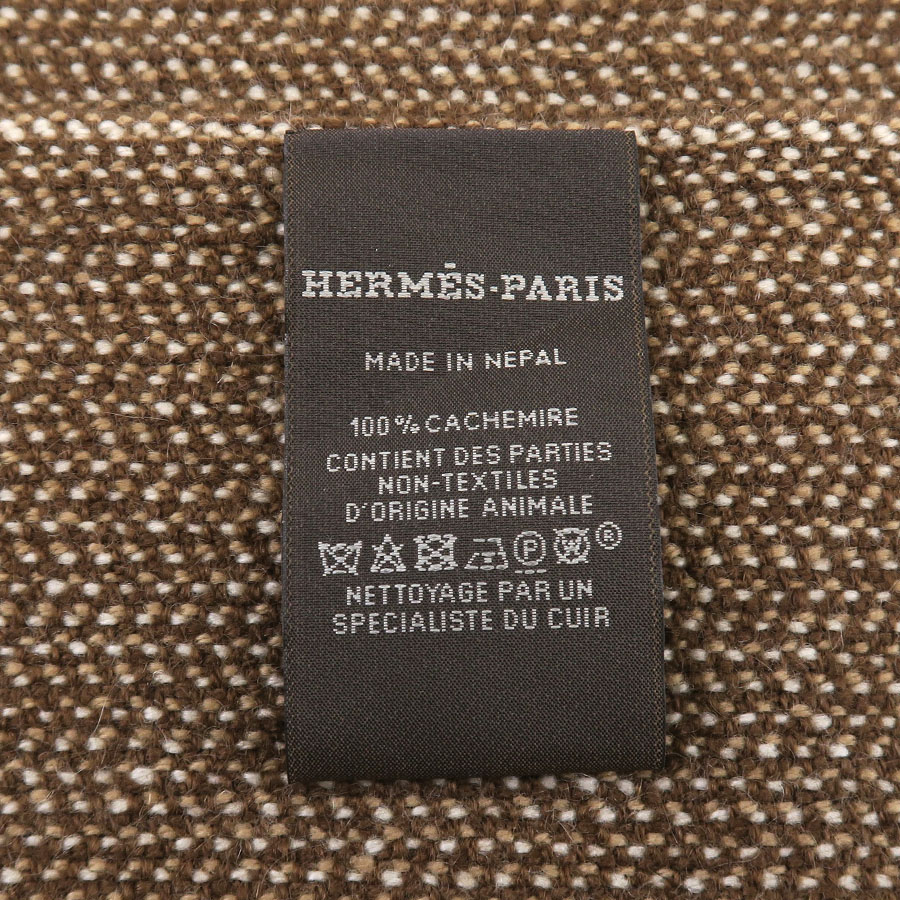 HERMÈS-PARIS
MADE IN NEPAL
100% CACHEMIRE
CONTIENT DES PARTIES
NON-TEXTILES
D'ORIGINE ANIMALE
P W ®
NETTOYAGE PAR UN
SPECIALISTE DU CUIR